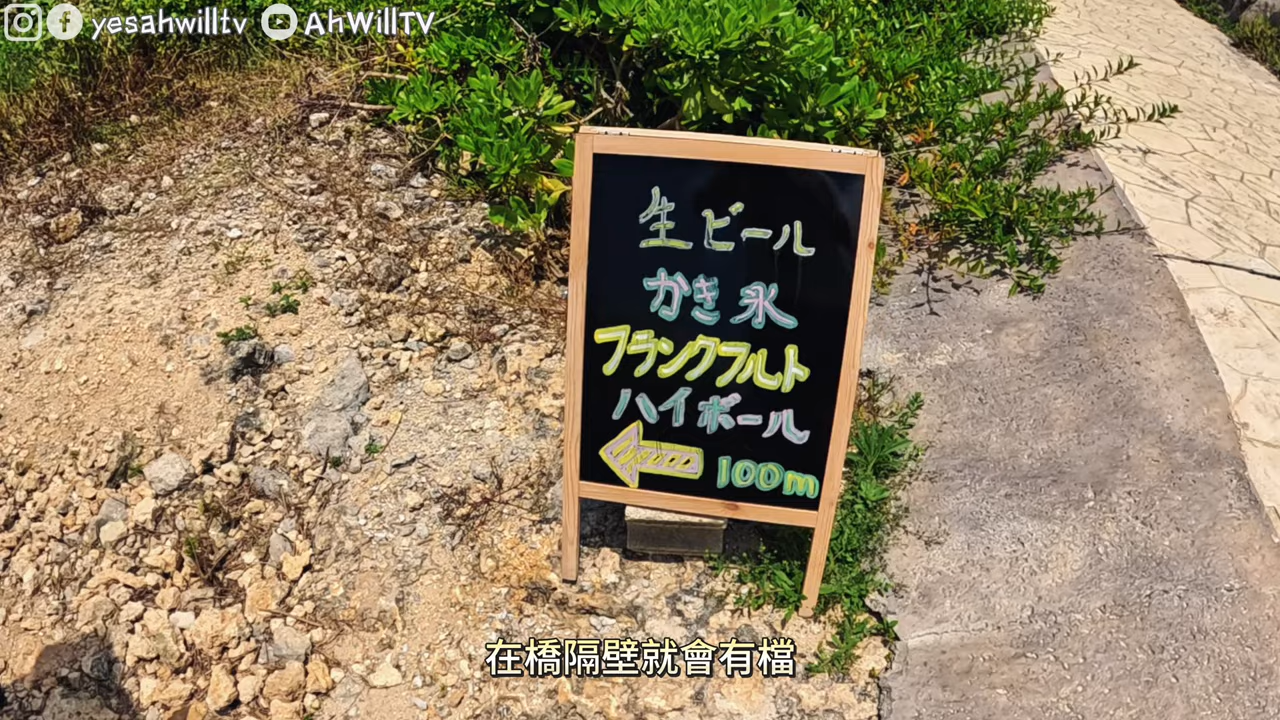 yesahwilltv AhWillTV
生ビール
かき氷
フランクフルト
ハイボール
100m
在橋隔壁就會有檔